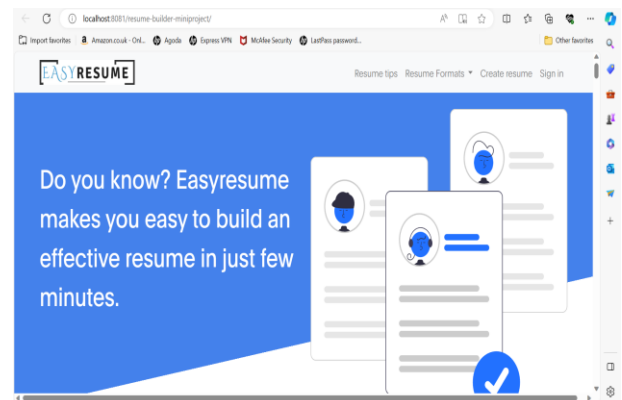 localhost:8081/resume-builder-miniproject/
Import favorites Amazon.co.uk - Onl... Agoda Express VPN McAfee Security LastPass password... Other favorites
EASYRESUME Resume tips Resume Formats Create resume Sign in
Do you know? Easyresume
makes you easy to build an
effective resume in just few
minutes.